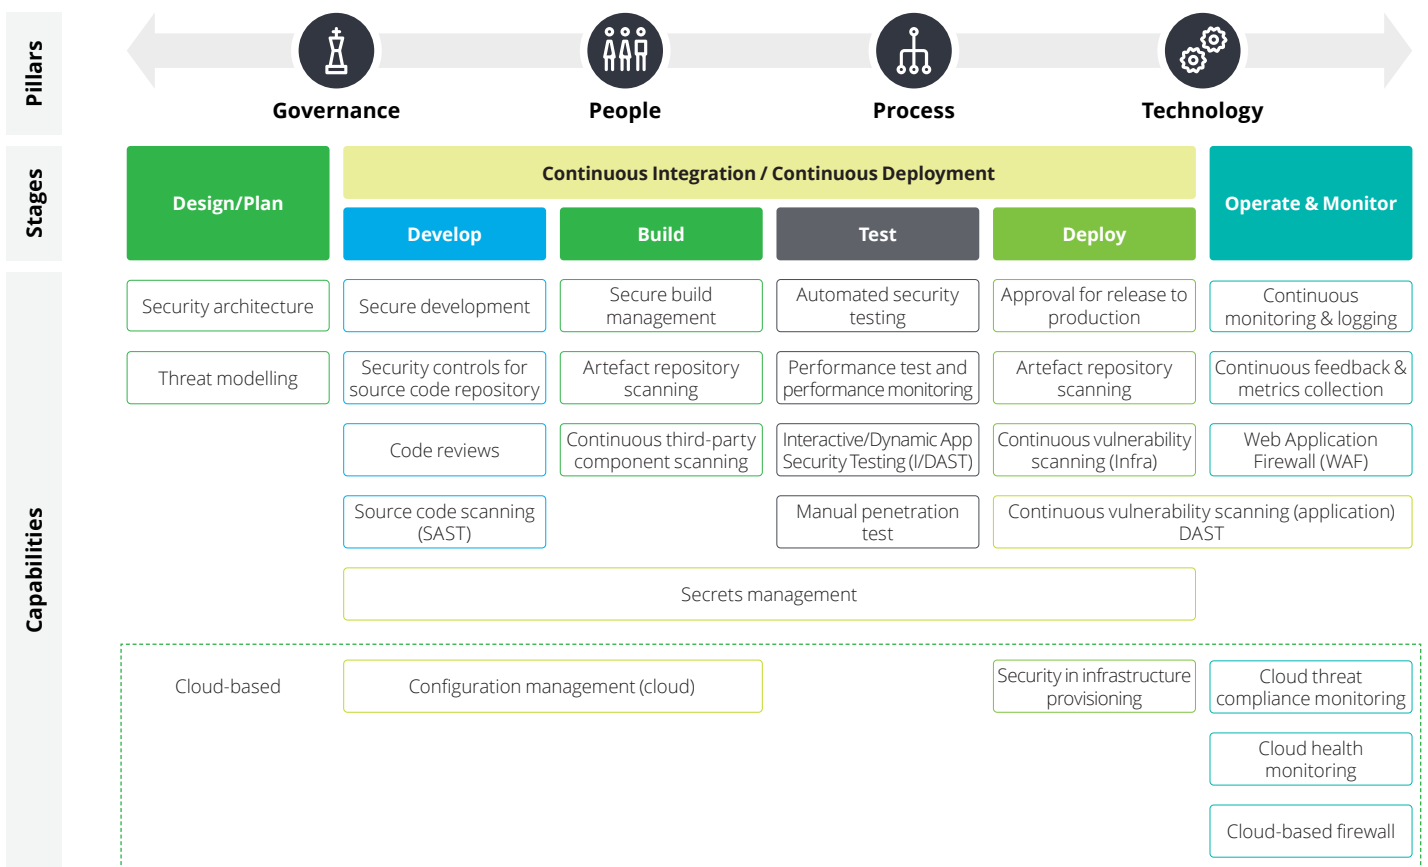 Pillars
Governance
People
Process
Technology
Stages
Design/Plan
Continuous Integration / Continuous Deployment
Operate & Monitor
Develop
Build
Test
Deploy
Capabilities
Security architecture
Secure development
Secure build
management
Automated security
testing
Approval for release to
production
Continuous
monitoring & logging
Threat modelling
Security controls for
source code repository
Artefact repository
scanning
Performance test and
performance monitoring
Artefact repository
scanning
Continuous feedback &
metrics collection
Code reviews
Continuous third-party
component scanning
Interactive/Dynamic App
Security Testing (I/DAST)
Continuous vulnerability
scanning (Infra)
Web Application
Firewall (WAF)
Source code scanning
(SAST)
Manual penetration
test
Continuous vulnerability scanning (application)
DAST
Secrets management
Cloud-based
Configuration management (cloud)
Security in infrastructure
provisioning
Cloud threat
compliance monitoring
Cloud health
monitoring
Cloud-based firewall